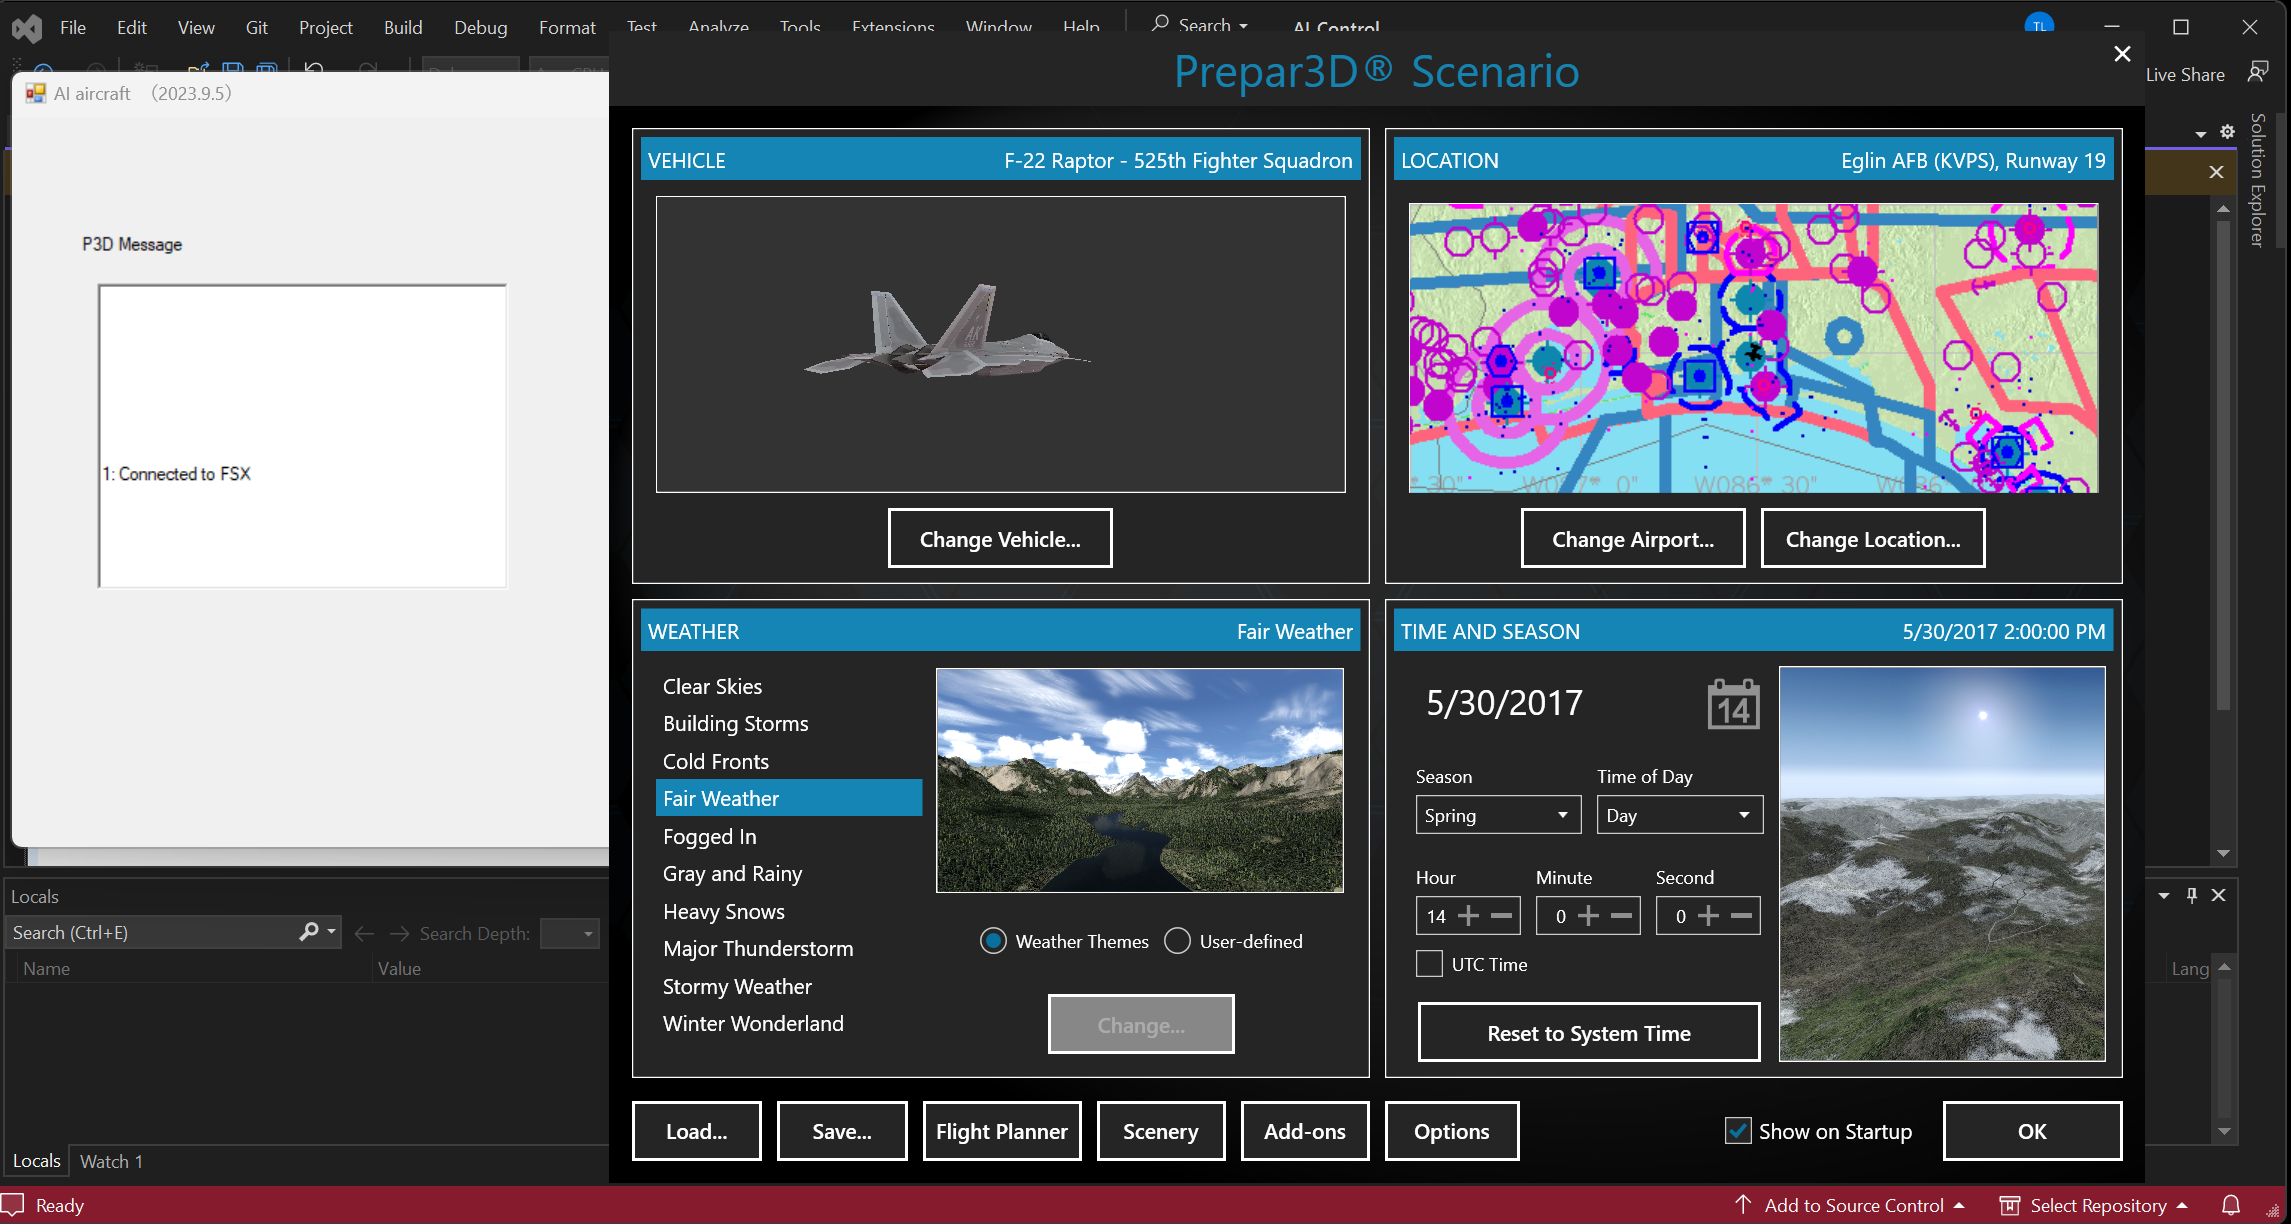 File Edit View Git Project Build Debug Format Test Analyze Tools Extensions Window Help Search AI Control TL
Live Share
Solution Explorer
AI aircraft (2023.9.5)
P3D Message
1: Connected to FSX
Prepar3D® Scenario
VEHICLE F-22 Raptor - 525th Fighter Squadron
AK
Change Vehicle...
LOCATION Eglin AFB (KVPS), Runway 19
W086° 30"
Change Airport... Change Location...
WEATHER Fair Weather
Clear Skies
Building Storms
Cold Fronts
Fair Weather
Fogged In
Gray and Rainy
Heavy Snows
Major Thunderstorm
Stormy Weather
Winter Wonderland
Weather Themes User-defined
Change...
TIME AND SEASON 5/30/2017 2:00:00 PM
5/30/2017 14
Season Time of Day
Spring Day
Hour Minute Second
14 0 0
UTC Time
Reset to System Time
Load... Save... Flight Planner Scenery Add-ons Options Show on Startup OK
Locals
Search (Ctrl+E) Search Depth:
Name Value Lang
Locals Watch 1
Ready Add to Source Control Select Repository